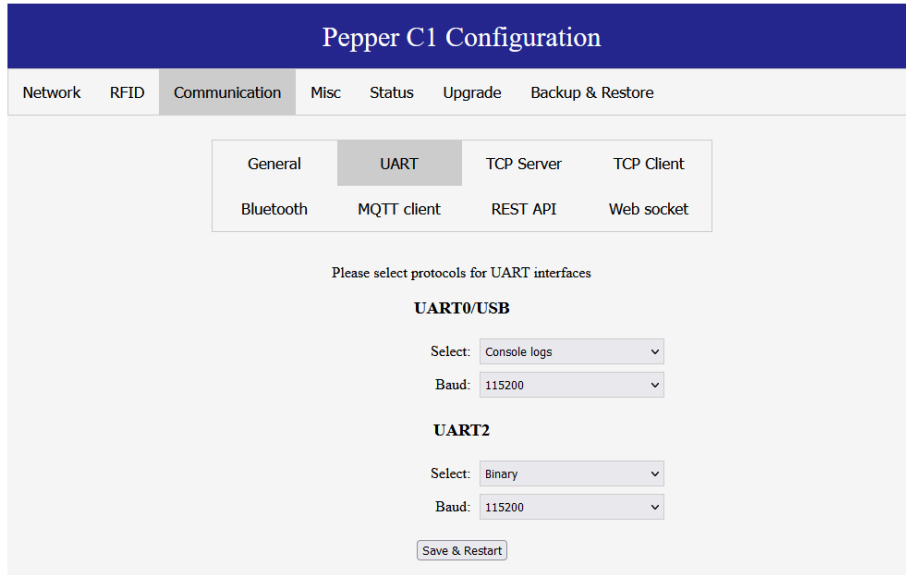 Pepper C1 Configuration
Network RFID Communication Misc Status Upgrade Backup & Restore
General UART TCP Server TCP Client
Bluetooth MQTT client REST API Web socket
Please select protocols for UART interfaces
UART0/USB
Select: Console logs
Baud: 115200
UART2
Select: Binary
Baud: 115200
Save & Restart